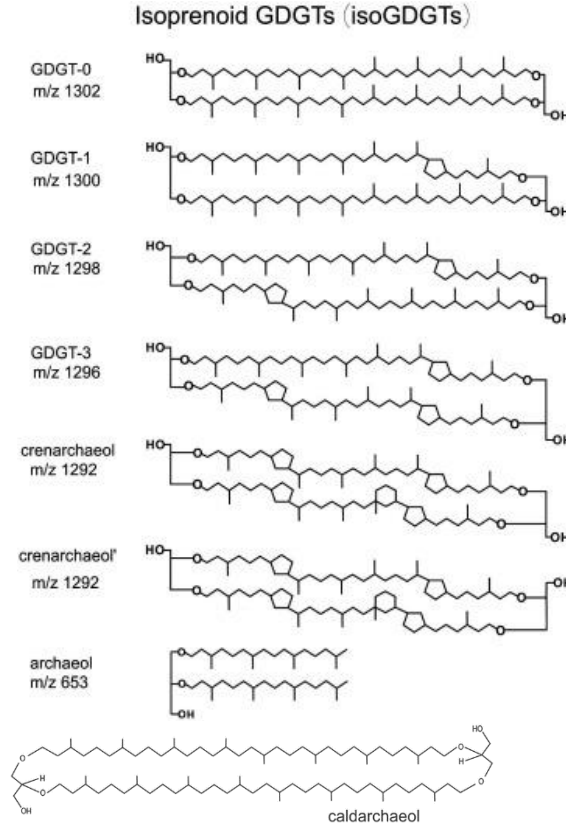 Isoprenoid GDGTs (isoGDGTs)
GDGT-0
m/z 1302
HO
O
O
O
O
OH
GDGT-1
m/z 1300
HO
O
O
O
O
OH
GDGT-2
m/z 1298
HO
O
O
O
O
OH
GDGT-3
m/z 1296
HO
O
O
O
O
OH
crenarchaeol
m/z 1292
HO
O
O
O
O
OH
crenarchaeol'
m/z 1292
HO
O
O
O
O
OH
archaeol
m/z 653
O
O
OH
HO
O
O
H
H
O
O
OH
caldarchaeol